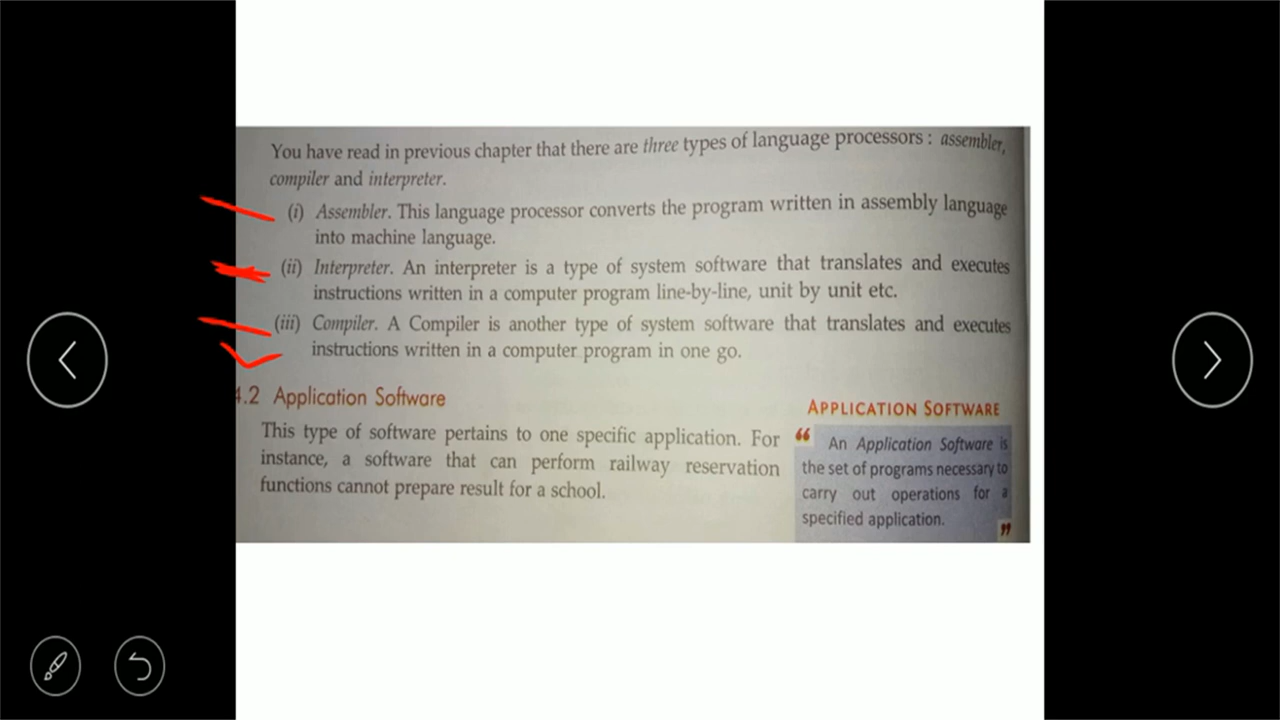 You have read in previous chapter that there are three types of language processors : assembler,
compiler and interpreter.
(i) Assembler. This language processor converts the program written in assembly language
into machine language.
(ii) Interpreter. An interpreter is a type of system software that translates and executes
instructions written in a computer program line-by-line, unit by unit etc.
(iii) Compiler. A Compiler is another type of system software that translates and executes
instructions written in a computer program in one go.
4.2 Application Software
This type of software pertains to one specific application. For
instance, a software that can perform railway reservation
functions cannot prepare result for a school.
APPLICATION SOFTWARE
“ An Application Software is
the set of programs necessary to
carry out operations for a
specified application.
”